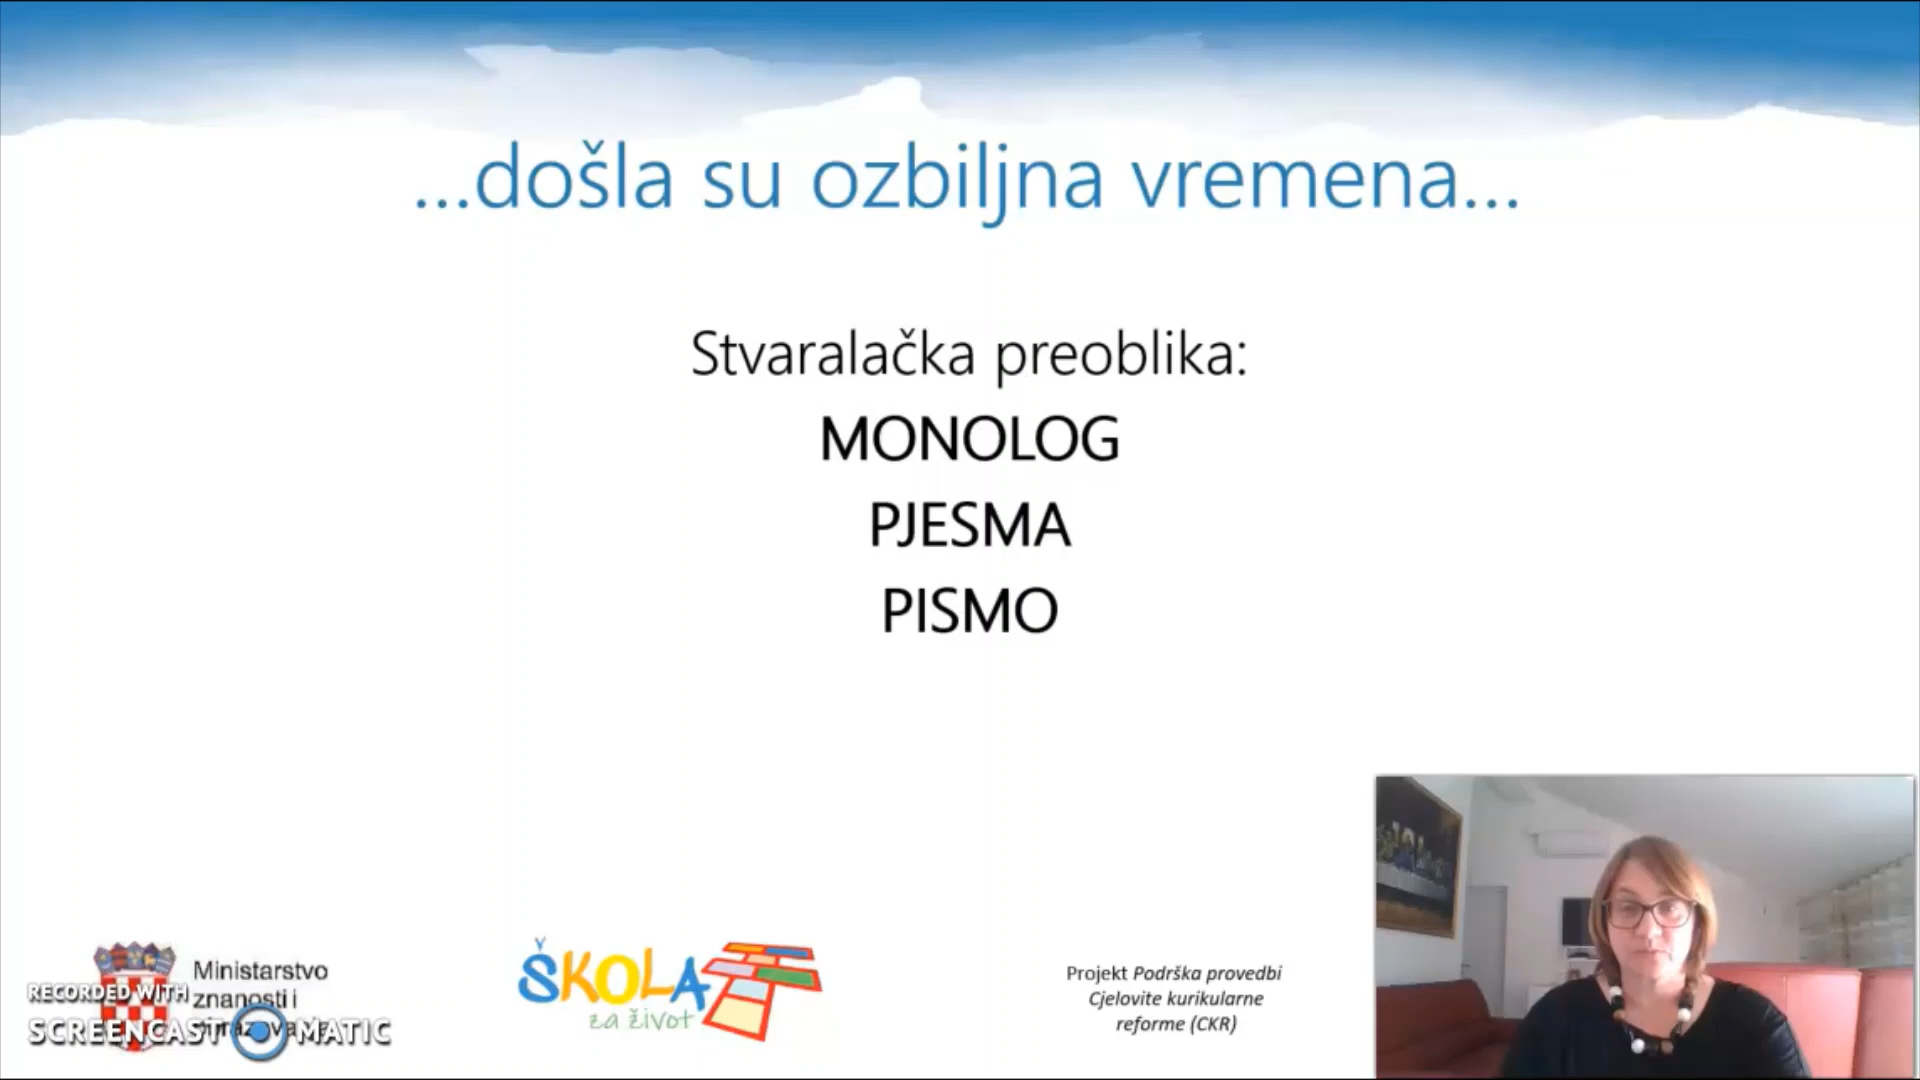 ...došla su ozbiljna vremena...
Stvaralačka preoblika:
MONOLOG
PJESMA
PISMO
Ministarstvo
znanosti i
RECORDED WITH
SCREENCAST MATIC
ŠKOLA
za život
Projekt Podrška provedbi
Cjelovite kurikularne
reforme (CKR)